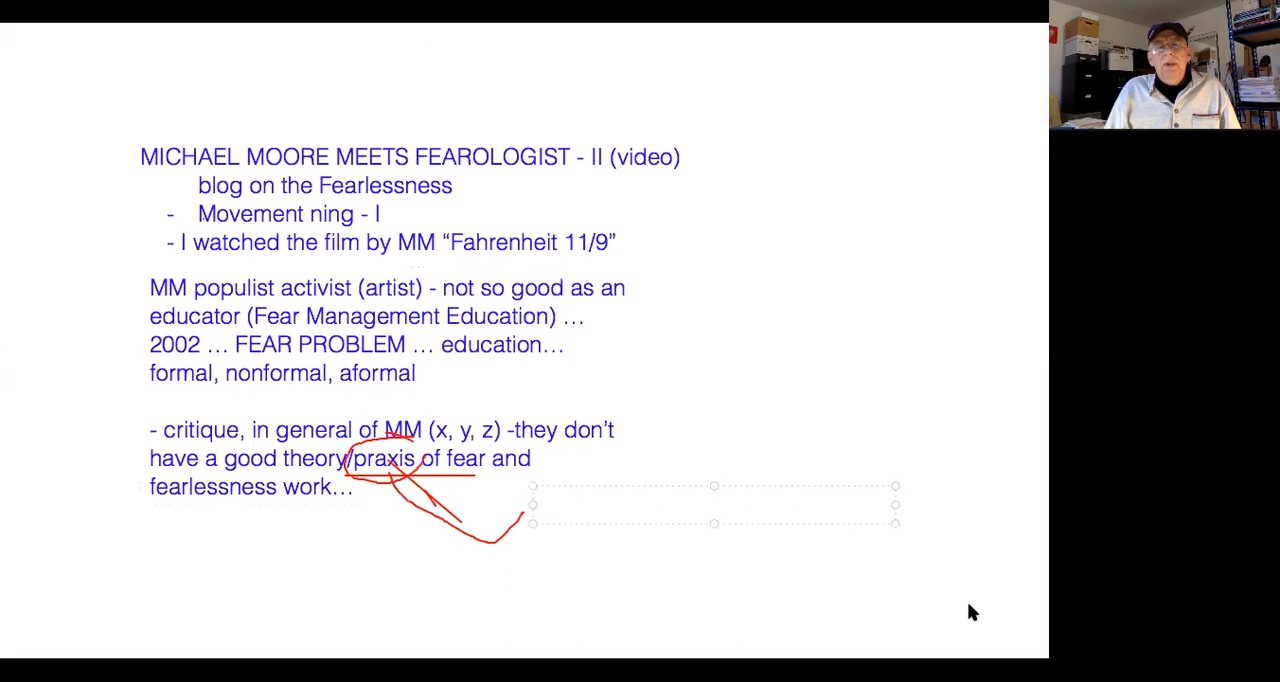 MICHAEL MOORE MEETS FEAROLOGIST - II (video)
blog on the Fearlessness
- Movement ning - I
- I watched the film by MM “Fahrenheit 11/9”
MM populist activist (artist) - not so good as an
educator (Fear Management Education) …
2002 … FEAR PROBLEM … education…
formal, nonformal, aformal
- critique, in general of MM (x, y, z) -they don’t
have a good theory/praxis of fear and
fearlessness work…